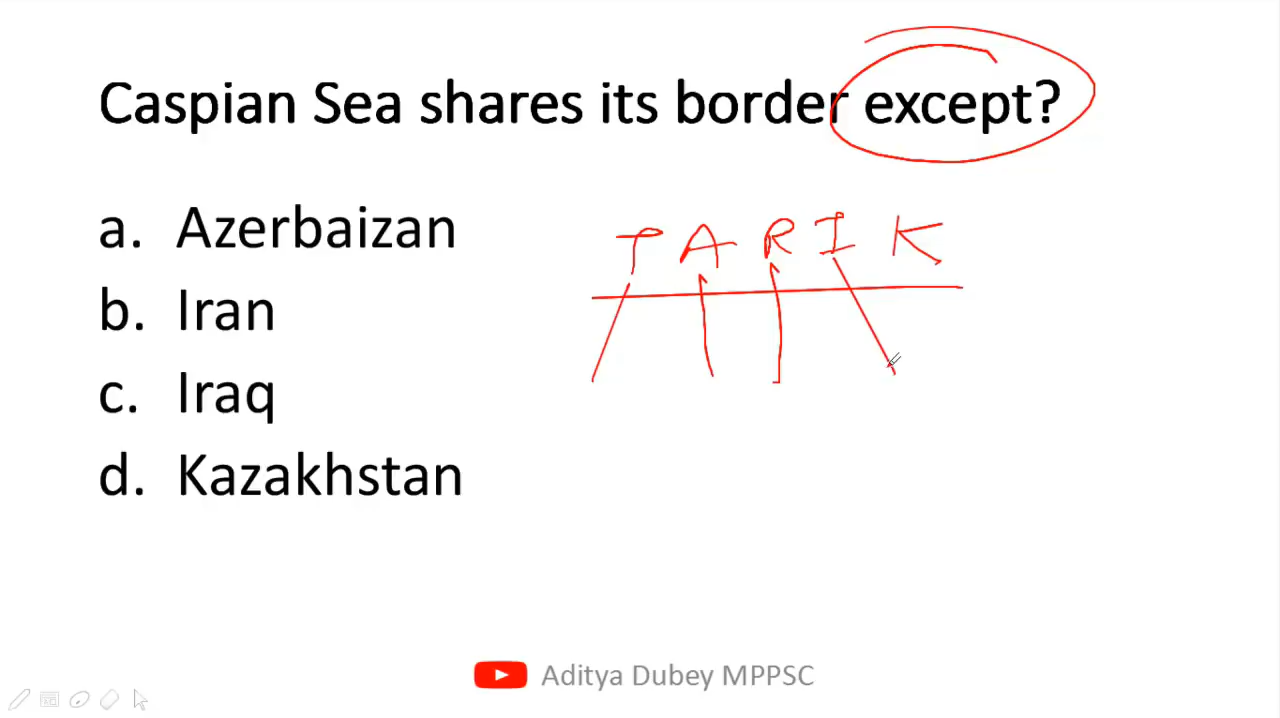 Caspian Sea shares its border except?
a. Azerbaizan
TARIK
b. Iran
c. Iraq
d. Kazakhstan
Aditya Dubey MPPSC